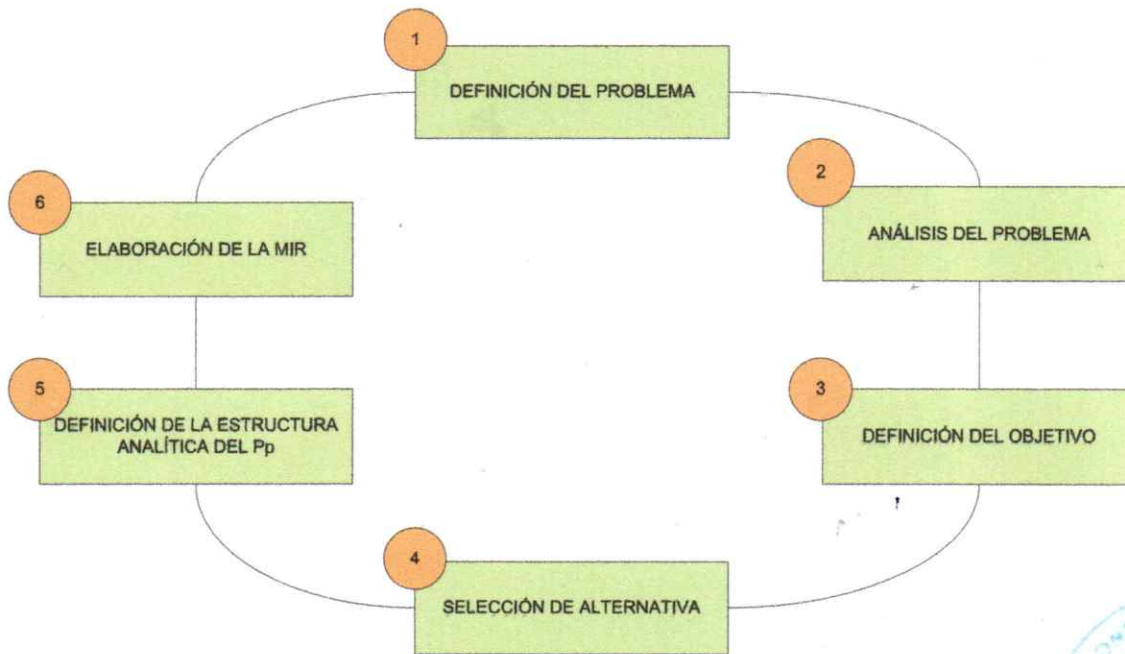 1
DEFINICIÓN DEL PROBLEMA
2
ANÁLISIS DEL PROBLEMA
3
DEFINICIÓN DEL OBJETIVO
4
SELECCIÓN DE ALTERNATIVA
5
DEFINICIÓN DE LA ESTRUCTURA
ANALÍTICA DEL Pp
6
ELABORACIÓN DE LA MIR